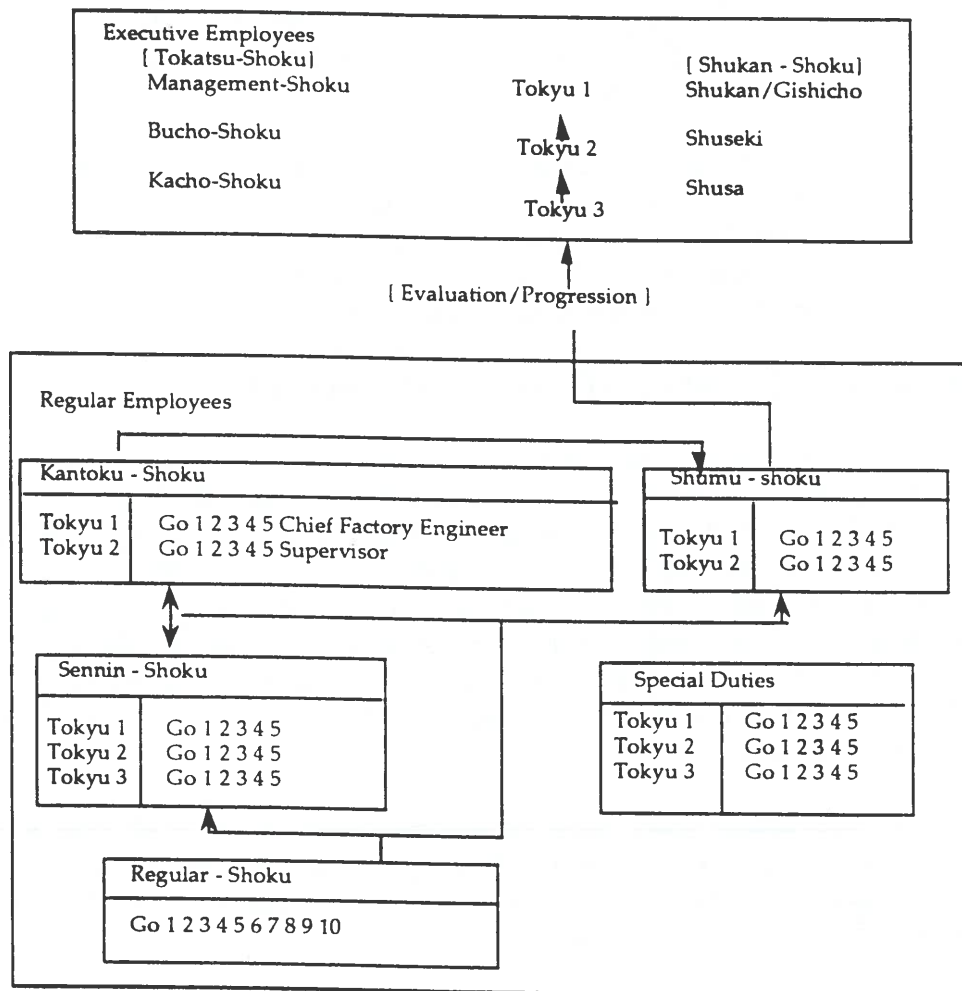 Executive Employees
[ Tokatsu-Shoku]
Management-Shoku
Bucho-Shoku
Kacho-Shoku
Tokyu 1
Tokyu 2
Tokyu 3
[ Shukan - Shoku]
Shukan/Gishicho
Shuseki
Shusa
[ Evaluation/Progression ]
Regular Employees
Kantoku - Shoku
Tokyu 1 Go 1 2 3 4 5 Chief Factory Engineer
Tokyu 2 Go 1 2 3 4 5 Supervisor
Shumu - shoku
Tokyu 1 Go 1 2 3 4 5
Tokyu 2 Go 1 2 3 4 5
Sennin - Shoku
Tokyu 1 Go 1 2 3 4 5
Tokyu 2 Go 1 2 3 4 5
Tokyu 3 Go 1 2 3 4 5
Special Duties
Tokyu 1 Go 1 2 3 4 5
Tokyu 2 Go 1 2 3 4 5
Tokyu 3 Go 1 2 3 4 5
Regular - Shoku
Go 1 2 3 4 5 6 7 8 9 10